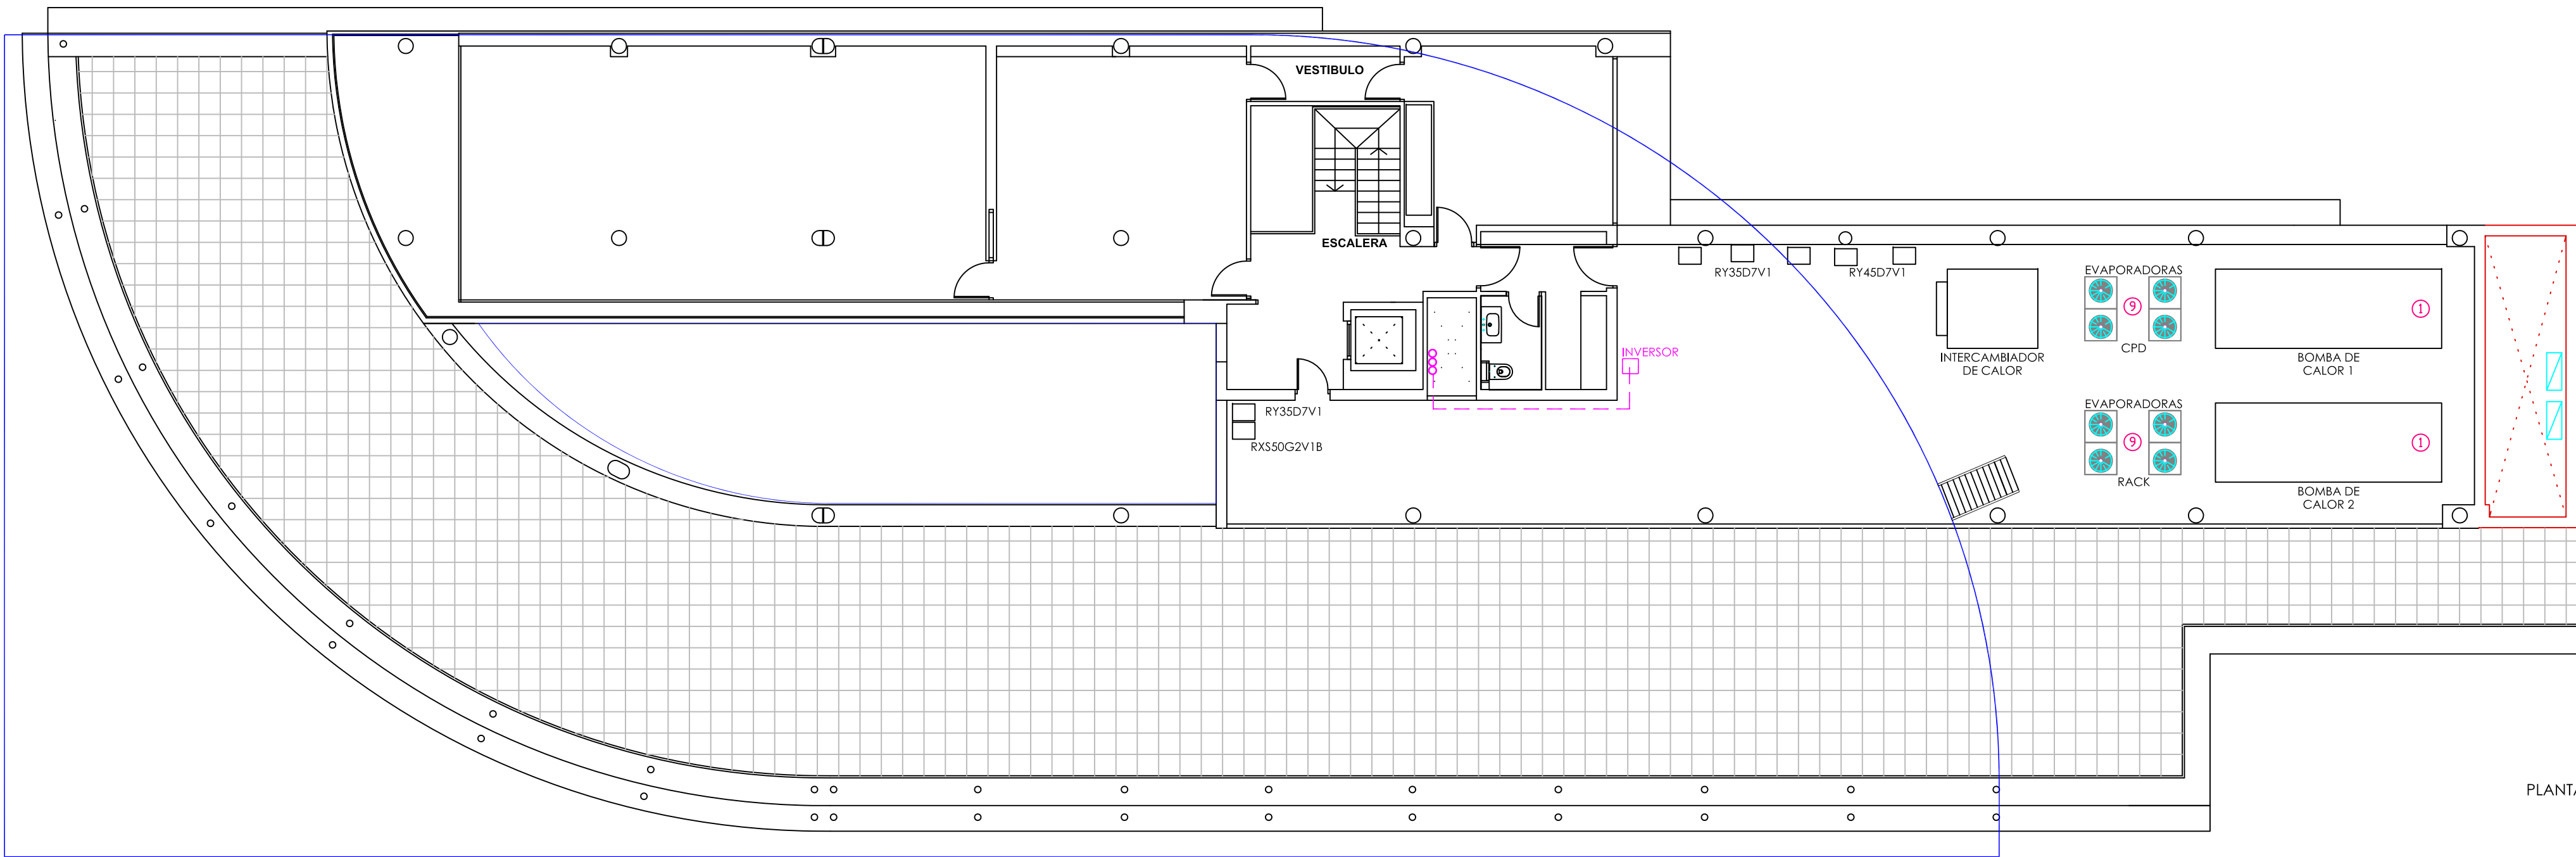 VESTIBULO
ESCALERA
RY35D7V1
RY45D7V1
EVAPORADORAS
9
CPD
1
INTERCAMBIADOR
DE CALOR
BOMBA DE
CALOR 1
INVERSOR
RY35D7V1
RXS50G2V1B
EVAPORADORAS
9
RACK
1
BOMBA DE
CALOR 2
PLANTA